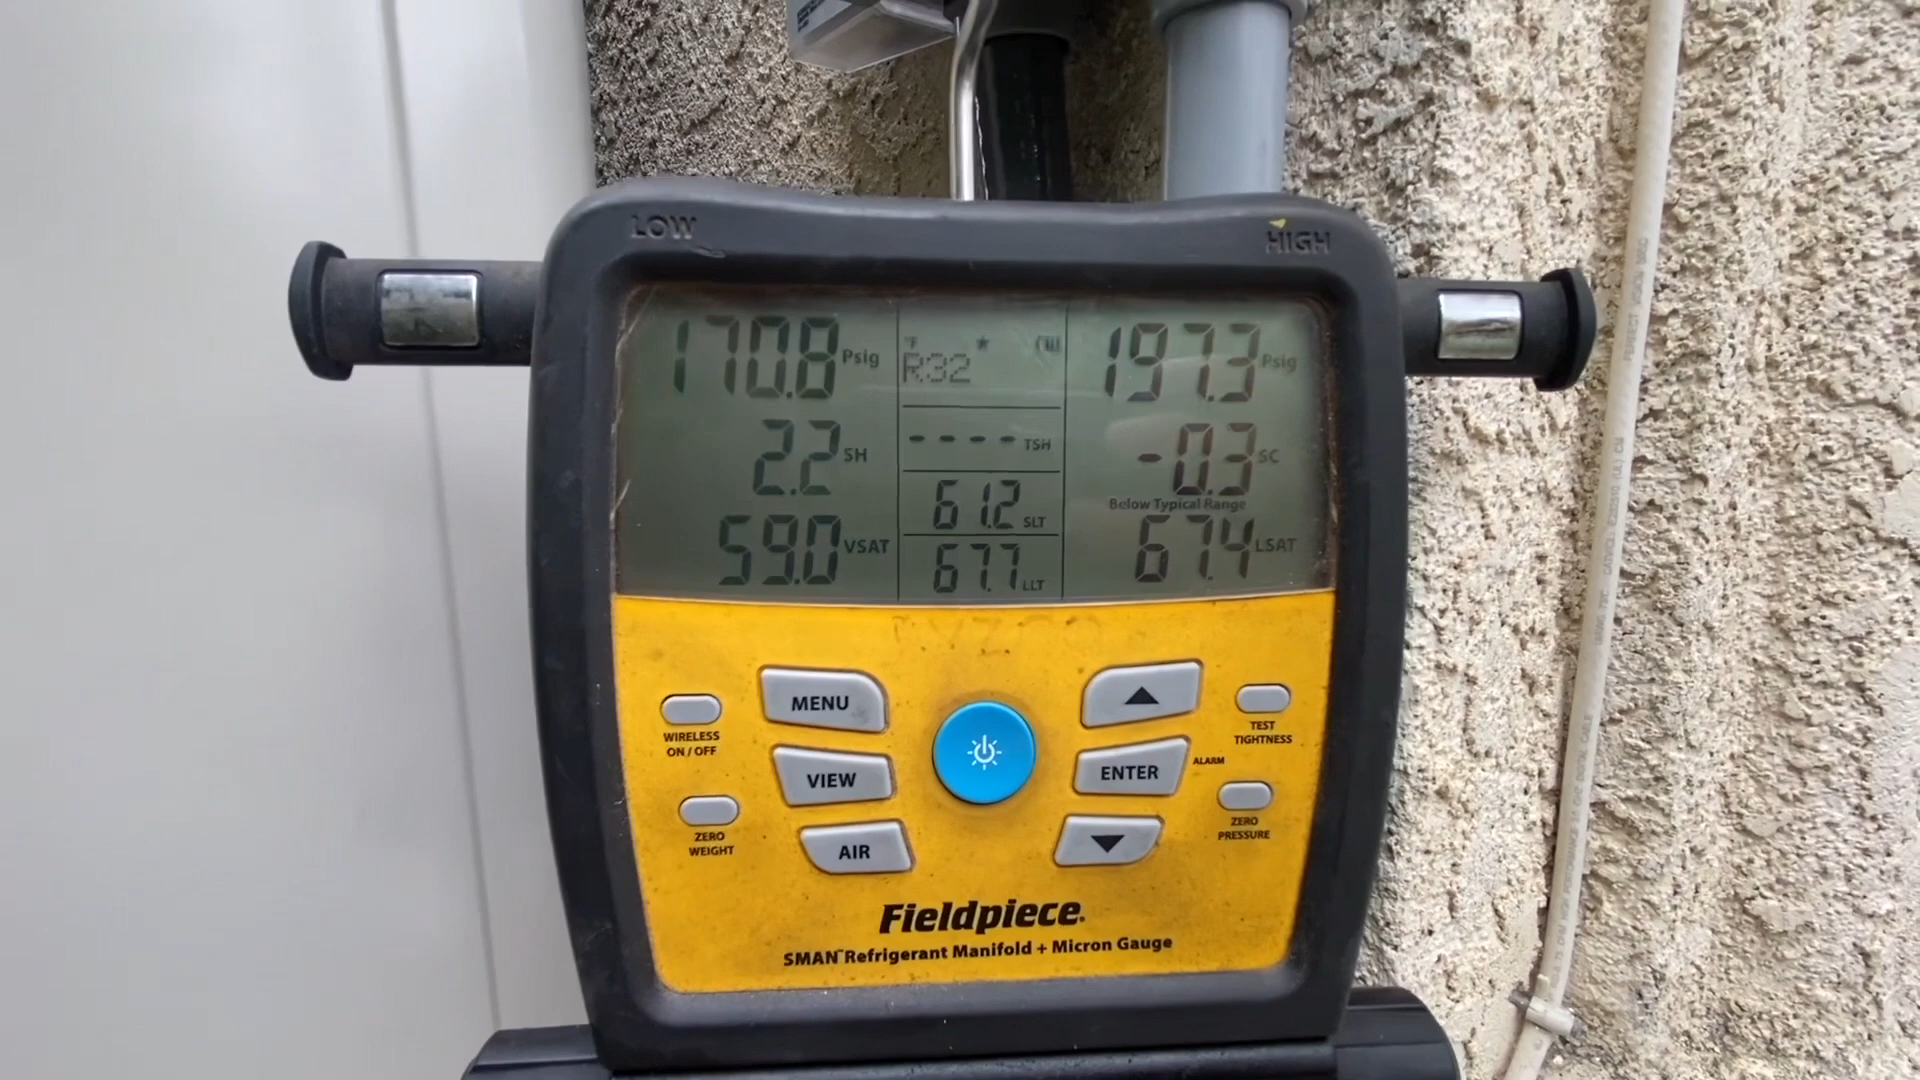 LOW
HIGH
170.8 Psig
°F
R32
197.3 Psig
2.2 SH
---- TSH
-0.3 SC
Below Typical Range
61.2 SLT
59.0 VSAT
67.7 LLT
67.4 LSAT
MENU
WIRELESS
ON / OFF
VIEW
ZERO
WEIGHT
AIR
TEST
TIGHTNESS
ENTER
ALARM
ZERO
PRESSURE
Fieldpiece
SMAN™ Refrigerant Manifold + Micron Gauge